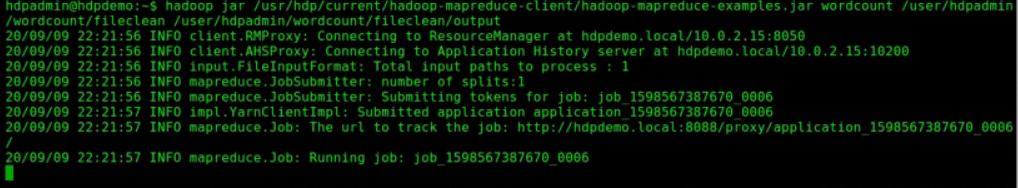 hdpadmin@hdpdemo:~$ hadoop jar /usr/hdp/current/hadoop-mapreduce-client/hadoop-mapreduce-examples.jar wordcount /user/hdpadmin
/wordcount/fileclean /user/hdpadmin/wordcount/fileclean/output
20/09/09 22:21:56 INFO client.RMProxy: Connecting to ResourceManager at hdpdemo.local/10.0.2.15:8050
20/09/09 22:21:56 INFO client.AHSProxy: Connecting to Application History server at hdpdemo.local/10.0.2.15:10200
20/09/09 22:21:56 INFO input.FileInputFormat: Total input paths to process : 1
20/09/09 22:21:56 INFO mapreduce.JobSubmitter: number of splits:1
20/09/09 22:21:56 INFO mapreduce.JobSubmitter: Submitting tokens for job: job_1598567387670_0006
20/09/09 22:21:57 INFO impl.YarnClientImpl: Submitted application application_1598567387670_0006
20/09/09 22:21:57 INFO mapreduce.Job: The url to track the job: http://hdpdemo.local:8088/proxy/application_1598567387670_0006
/
20/09/09 22:21:57 INFO mapreduce.Job: Running job: job_1598567387670_0006